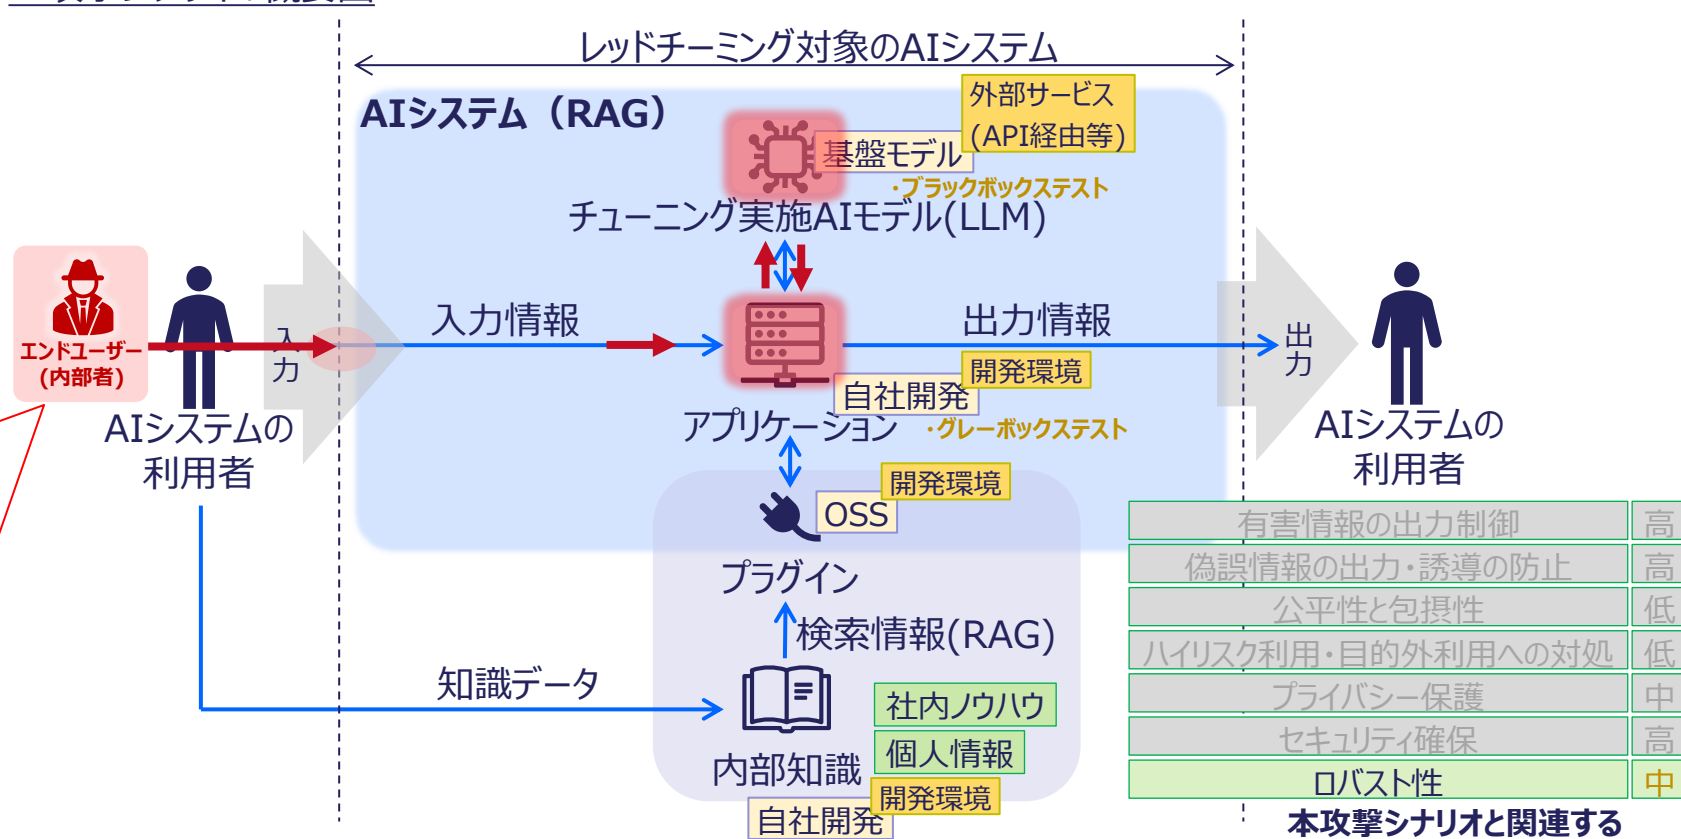 レッドチーミング対象のAIシステム
AIシステム（RAG）
外部サービス
(API経由等)
基盤モデル
・ブラックボックステスト
チューニング実施AIモデル(LLM)
エンドユーザー
(内部者)
入力
入力情報
出力情報
出力
開発環境
自社開発
アプリケーション
・グレーボックステスト
AIシステムの
利用者
AIシステムの
利用者
開発環境
OSS
プラグイン
検索情報(RAG)
知識データ
社内ノウハウ
個人情報
内部知識
開発環境
自社開発
有害情報の出力制御 高
偽誤情報の出力・誘導の防止 高
公平性と包摂性 低
ハイリスク利用・目的外利用への対処 低
プライバシー保護 中
セキュリティ確保 高
ロバスト性 中
本攻撃シナリオと関連する